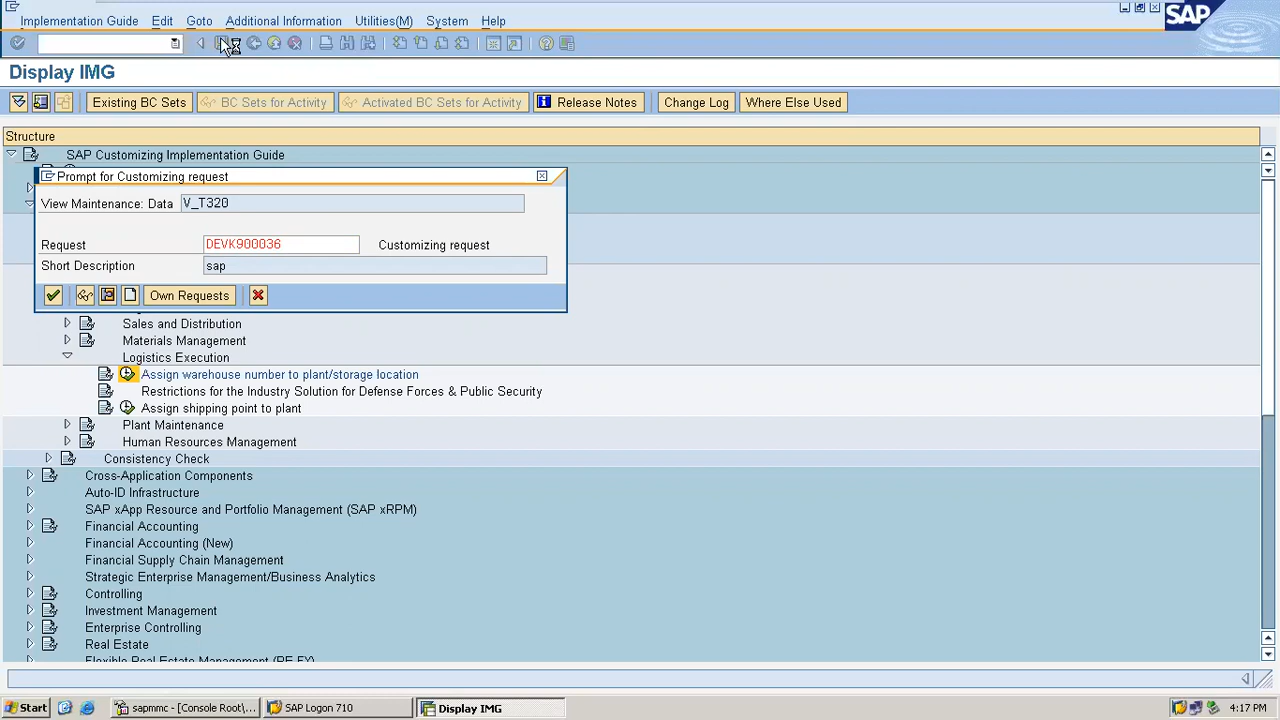 Implementation Guide Edit Goto Additional Information Utilities(M) System Help
SAP
Display IMG
Existing BC Sets BC Sets for Activity Activated BC Sets for Activity Release Notes Change Log Where Else Used
Structure
SAP Customizing Implementation Guide
Prompt for Customizing request
View Maintenance: Data V_T320
Request DEVK900036 Customizing request
Short Description sap
Own Requests
Sales and Distribution
Materials Management
Logistics Execution
Assign warehouse number to plant/storage location
Restrictions for the Industry Solution for Defense Forces & Public Security
Assign shipping point to plant
Plant Maintenance
Human Resources Management
Consistency Check
Cross-Application Components
Auto-ID Infrastructure
SAP xApp Resource and Portfolio Management (SAP xRPM)
Financial Accounting
Financial Accounting (New)
Financial Supply Chain Management
Strategic Enterprise Management/Business Analytics
Controlling
Investment Management
Enterprise Controlling
Real Estate
Flexible Real Estate Management (RE-FX)
Start sapmmc - [Console Root\... SAP Logon 710 Display IMG 4:17 PM